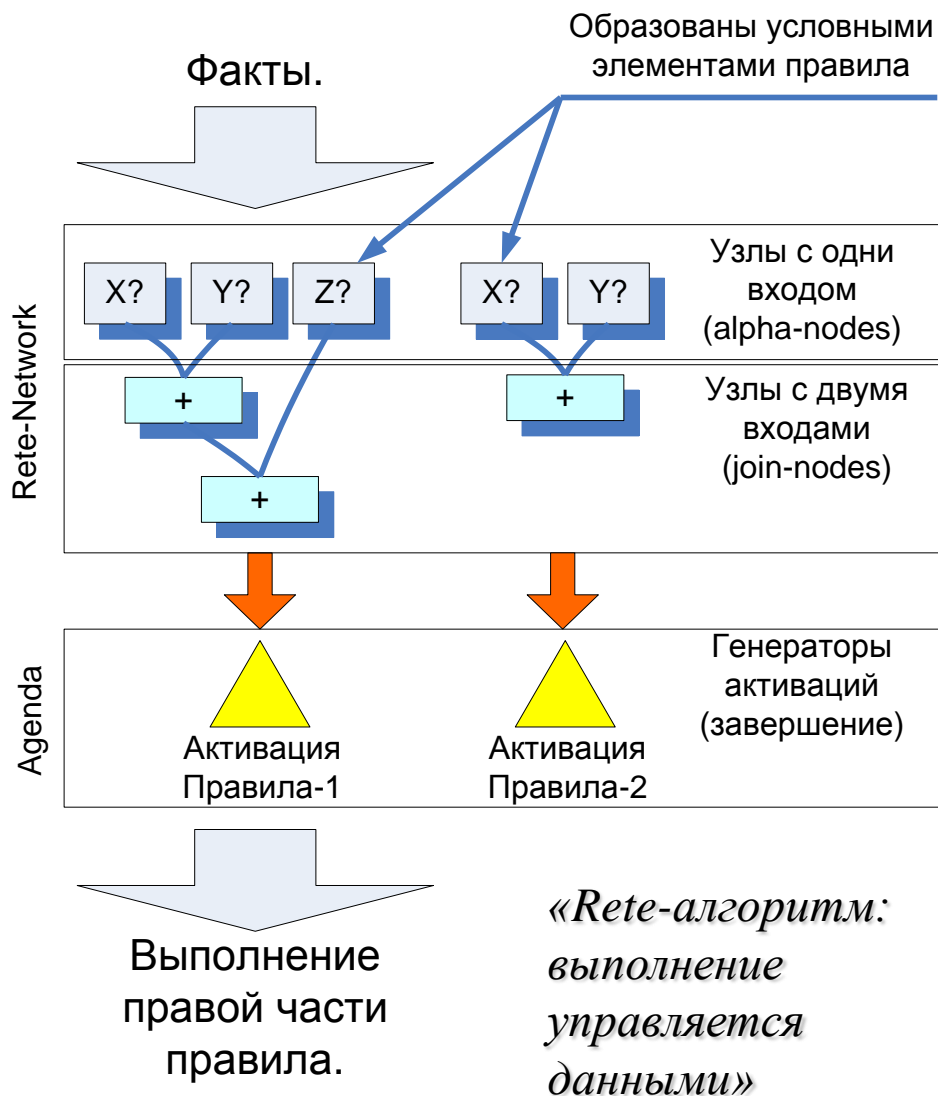 Образованы условными
элементами правила
Факты.
Rete-Network
X?
Y?
Z?
X?
Y?
Узлы с одни
входом
(alpha-nodes)
+
+
+
Узлы с двумя
входами
(join-nodes)
Agenda
Активация
Правила-1
Активация
Правила-2
Генераторы
активаций
(завершение)
Выполнение
правой части
правила.
«Rete-алгоритм:
выполнение
управляется
данными»